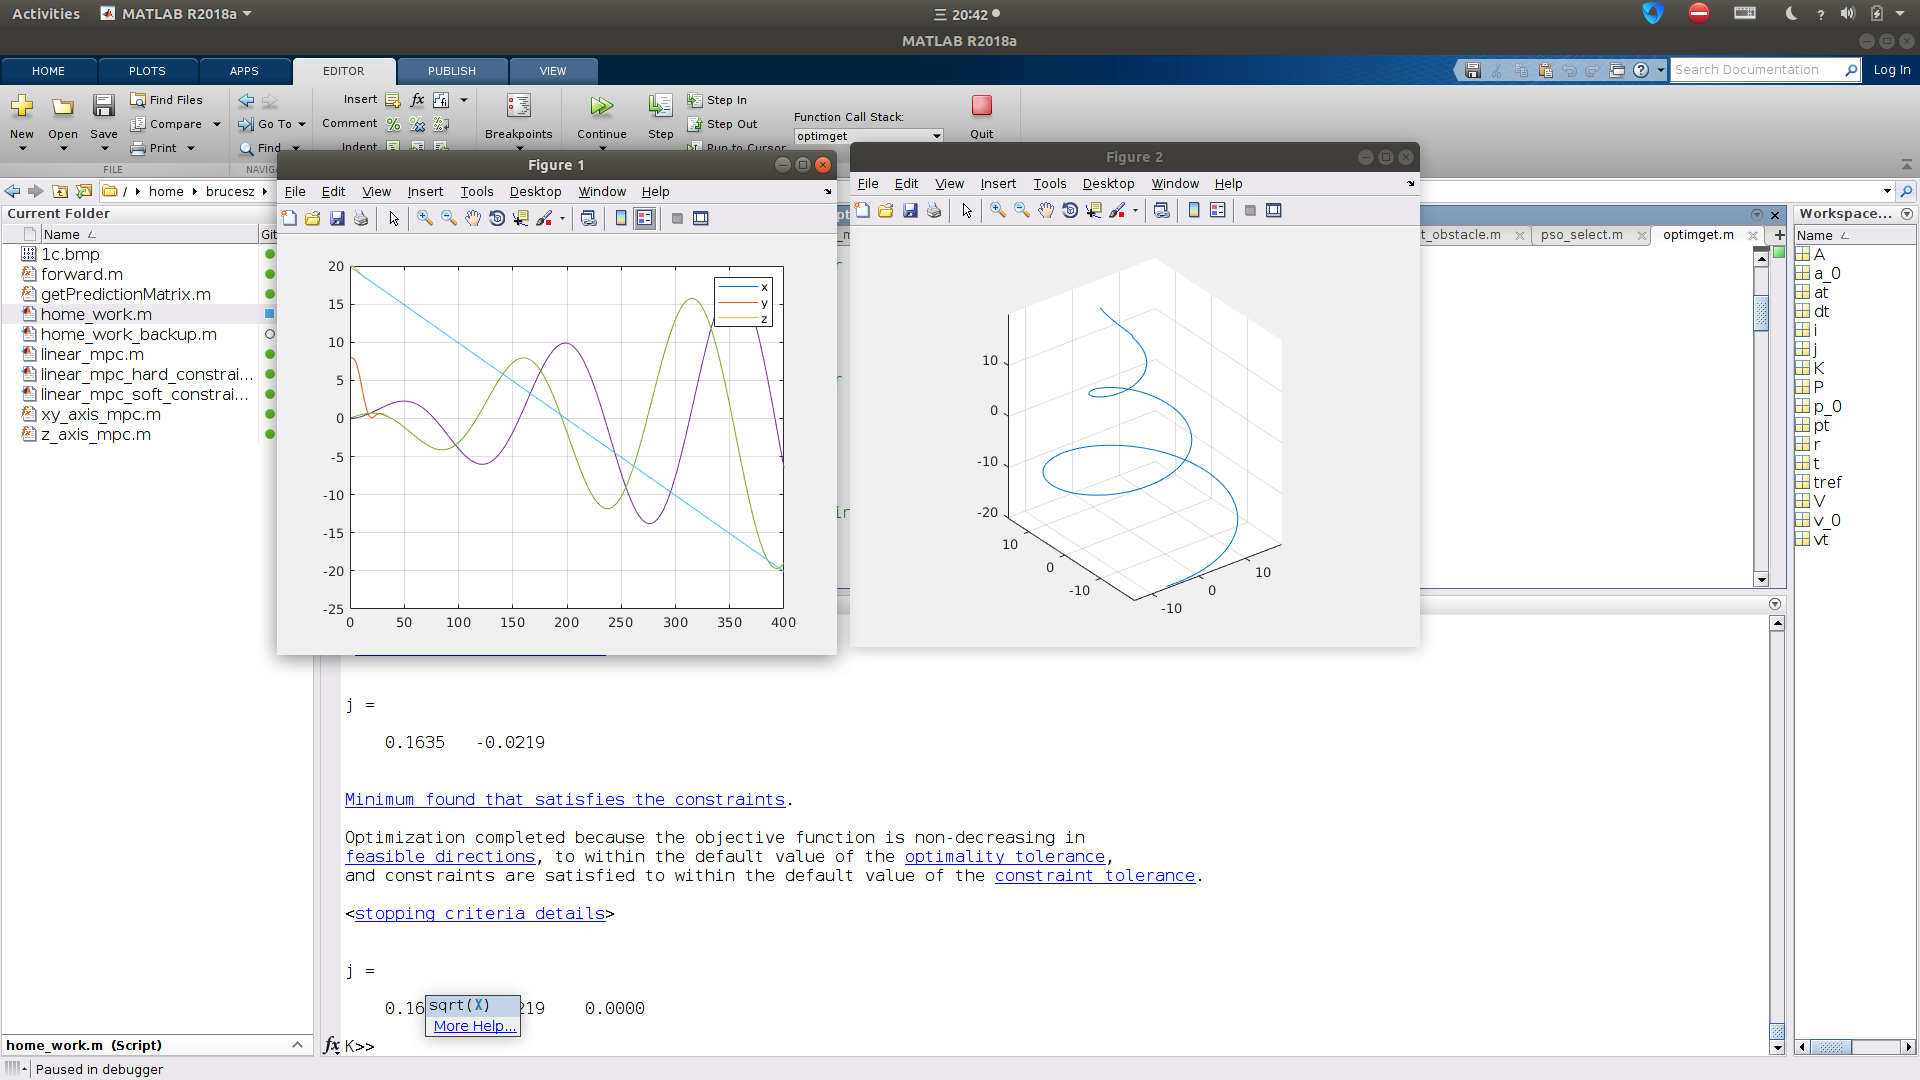 Activities MATLAB R2018a 三 20:42 ?
MATLAB R2018a
HOME PLOTS APPS EDITOR PUBLISH VIEW Search Documentation Log In
New Open Save Find Files Compare Print Go To Find Insert Comment Indent Breakpoints Continue Step Step In Step Out Run to Cursor Function Call Stack: optimget Quit
FILE
/ home brucesz
Current Folder
Name Git
1c.bmp
forward.m
getPredictionMatrix.m
home_work.m
home_work_backup.m
linear_mpc.m
linear_mpc_hard_constrai...
linear_mpc_soft_constrai...
xy_axis_mpc.m
z_axis_mpc.m
home_work.m (Script)
Paused in debugger
Figure 1
File Edit View Insert Tools Desktop Window Help
20
15
10
5
0
-5
-10
-15
-20
-25
0 50 100 150 200 250 300 350 400
x
y
z
Figure 2
File Edit View Insert Tools Desktop Window Help
10
0
-10
-20
10
0
-10
-10
0
10
t_obstacle.m pso_select.m optimget.m
j =
0.1635 -0.0219
Minimum found that satisfies the constraints.
Optimization completed because the objective function is non-decreasing in
feasible directions, to within the default value of the optimality tolerance,
and constraints are satisfied to within the default value of the constraint tolerance.
<stopping criteria details>
j =
0.16 219 0.0000
sqrt(X)
More Help...
fx K>>
Workspace...
Name
A
a_0
at
dt
i
j
K
P
p_0
pt
r
t
tref
V
v_0
vt